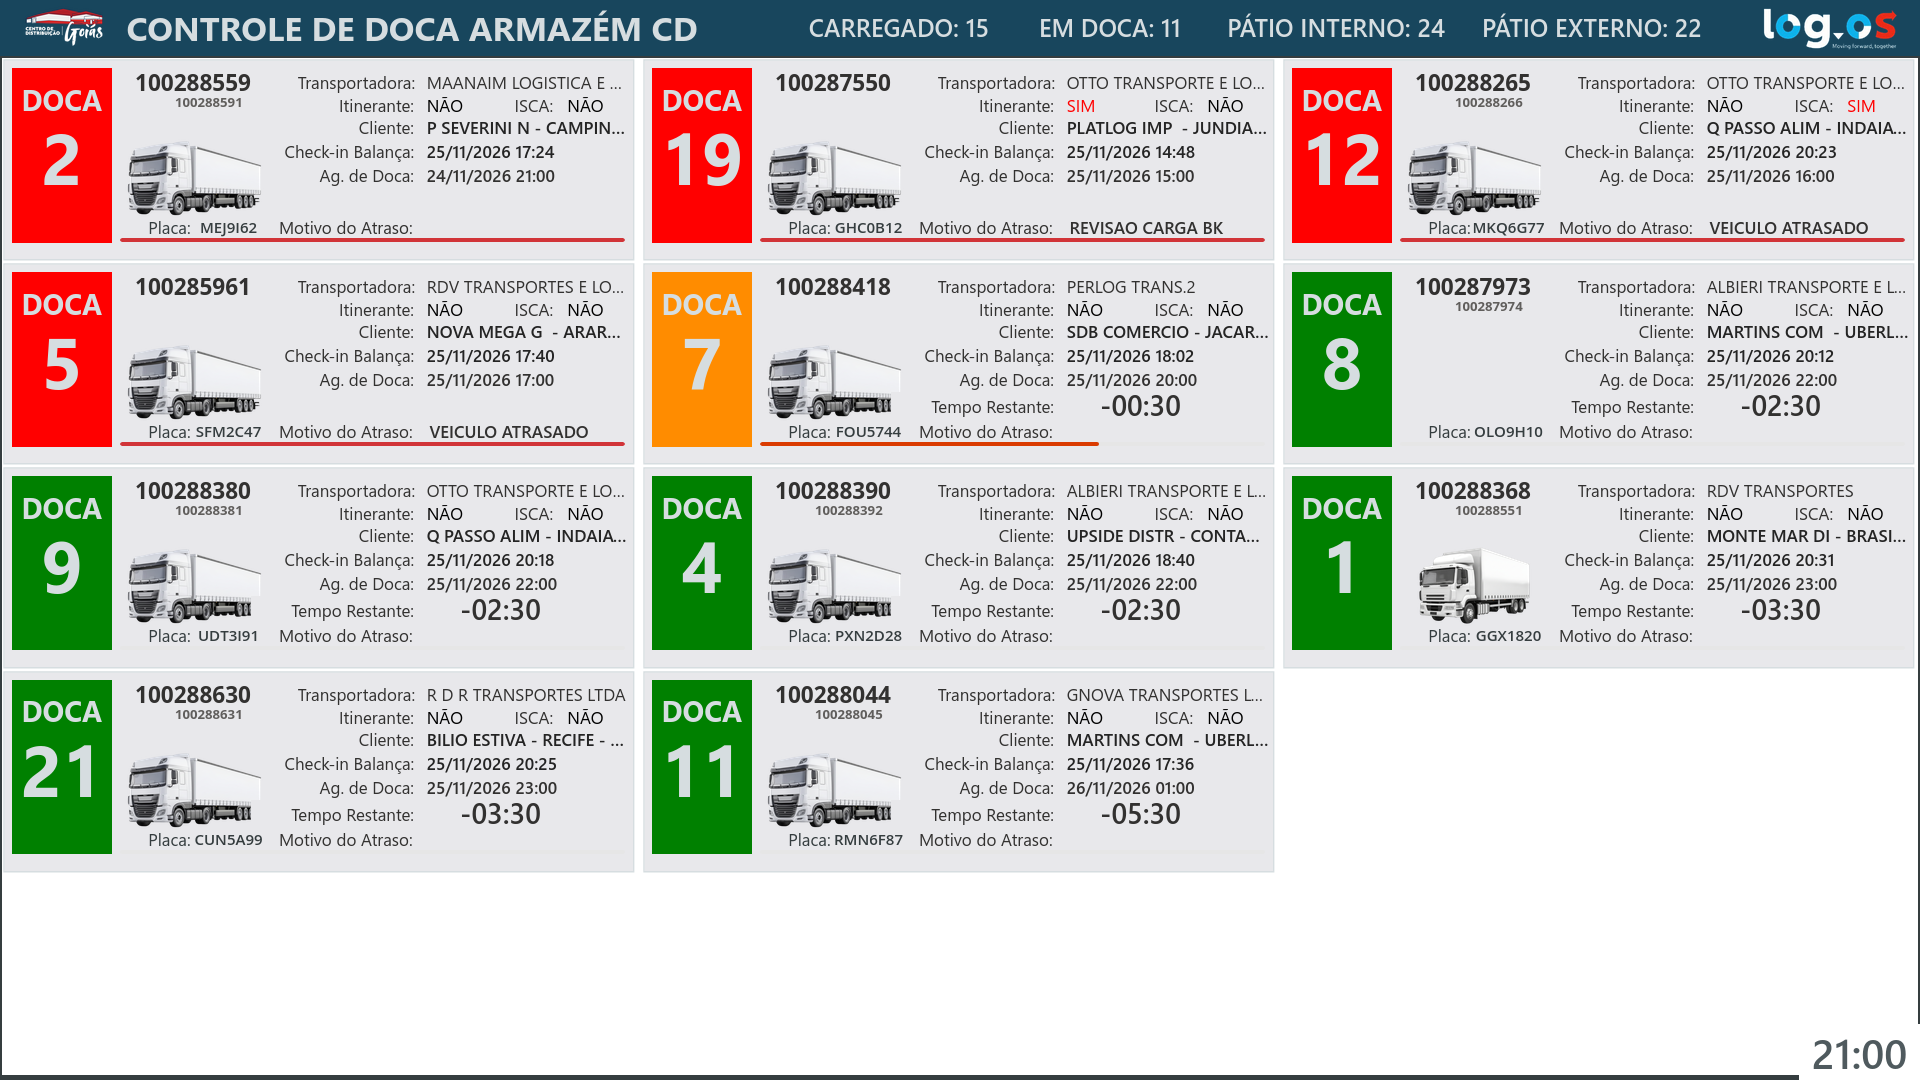 CENTRO DE DISTRIBUIÇÃO Goiás
CONTROLE DE DOCA ARMAZÉM CD
CARREGADO: 15
EM DOCA: 11
PÁTIO INTERNO: 24
PÁTIO EXTERNO: 22
log.os
Moving forward, together
DOCA
2
100288559
100288591
Transportadora: MAANAIM LOGISTICA E ...
Itinerante: NÃO ISCA: NÃO
Cliente: P SEVERINI N - CAMPIN...
Check-in Balança: 25/11/2026 17:24
Ag. de Doca: 24/11/2026 21:00
Placa: MEJ9I62 Motivo do Atraso:
DOCA
19
100287550
Transportadora: OTTO TRANSPORTE E LO...
Itinerante: SIM ISCA: NÃO
Cliente: PLATLOG IMP - JUNDIA...
Check-in Balança: 25/11/2026 14:48
Ag. de Doca: 25/11/2026 15:00
Placa: GHC0B12 Motivo do Atraso: REVISAO CARGA BK
DOCA
12
100288265
100288266
Transportadora: OTTO TRANSPORTE E LO...
Itinerante: NÃO ISCA: SIM
Cliente: Q PASSO ALIM - INDAIA...
Check-in Balança: 25/11/2026 20:23
Ag. de Doca: 25/11/2026 16:00
Placa: MKQ6G77 Motivo do Atraso: VEICULO ATRASADO
DOCA
5
100285961
Transportadora: RDV TRANSPORTES E LO...
Itinerante: NÃO ISCA: NÃO
Cliente: NOVA MEGA G - ARAR...
Check-in Balança: 25/11/2026 17:40
Ag. de Doca: 25/11/2026 17:00
Placa: SFM2C47 Motivo do Atraso: VEICULO ATRASADO
DOCA
7
100288418
Transportadora: PERLOG TRANS.2
Itinerante: NÃO ISCA: NÃO
Cliente: SDB COMERCIO - JACAR...
Check-in Balança: 25/11/2026 18:02
Ag. de Doca: 25/11/2026 20:00
Tempo Restante: -00:30
Placa: FOU5744 Motivo do Atraso:
DOCA
8
100287973
100287974
Transportadora: ALBIERI TRANSPORTE E L...
Itinerante: NÃO ISCA: NÃO
Cliente: MARTINS COM - UBERL...
Check-in Balança: 25/11/2026 20:12
Ag. de Doca: 25/11/2026 22:00
Tempo Restante: -02:30
Placa: OLO9H10 Motivo do Atraso:
DOCA
9
100288380
100288381
Transportadora: OTTO TRANSPORTE E LO...
Itinerante: NÃO ISCA: NÃO
Cliente: Q PASSO ALIM - INDAIA...
Check-in Balança: 25/11/2026 20:18
Ag. de Doca: 25/11/2026 22:00
Tempo Restante: -02:30
Placa: UDT3I91 Motivo do Atraso:
DOCA
4
100288390
100288392
Transportadora: ALBIERI TRANSPORTE E L...
Itinerante: NÃO ISCA: NÃO
Cliente: UPSIDE DISTR - CONTA...
Check-in Balança: 25/11/2026 18:40
Ag. de Doca: 25/11/2026 22:00
Tempo Restante: -02:30
Placa: PXN2D28 Motivo do Atraso:
DOCA
1
100288368
100288551
Transportadora: RDV TRANSPORTES
Itinerante: NÃO ISCA: NÃO
Cliente: MONTE MAR DI - BRASI...
Check-in Balança: 25/11/2026 20:31
Ag. de Doca: 25/11/2026 23:00
Tempo Restante: -03:30
Placa: GGX1820 Motivo do Atraso:
DOCA
21
100288630
100288631
Transportadora: R D R TRANSPORTES LTDA
Itinerante: NÃO ISCA: NÃO
Cliente: BILIO ESTIVA - RECIFE - ...
Check-in Balança: 25/11/2026 20:25
Ag. de Doca: 25/11/2026 23:00
Tempo Restante: -03:30
Placa: CUN5A99 Motivo do Atraso:
DOCA
11
100288044
100288045
Transportadora: GNOVA TRANSPORTES L...
Itinerante: NÃO ISCA: NÃO
Cliente: MARTINS COM - UBERL...
Check-in Balança: 25/11/2026 17:36
Ag. de Doca: 26/11/2026 01:00
Tempo Restante: -05:30
Placa: RMN6F87 Motivo do Atraso:
21:00